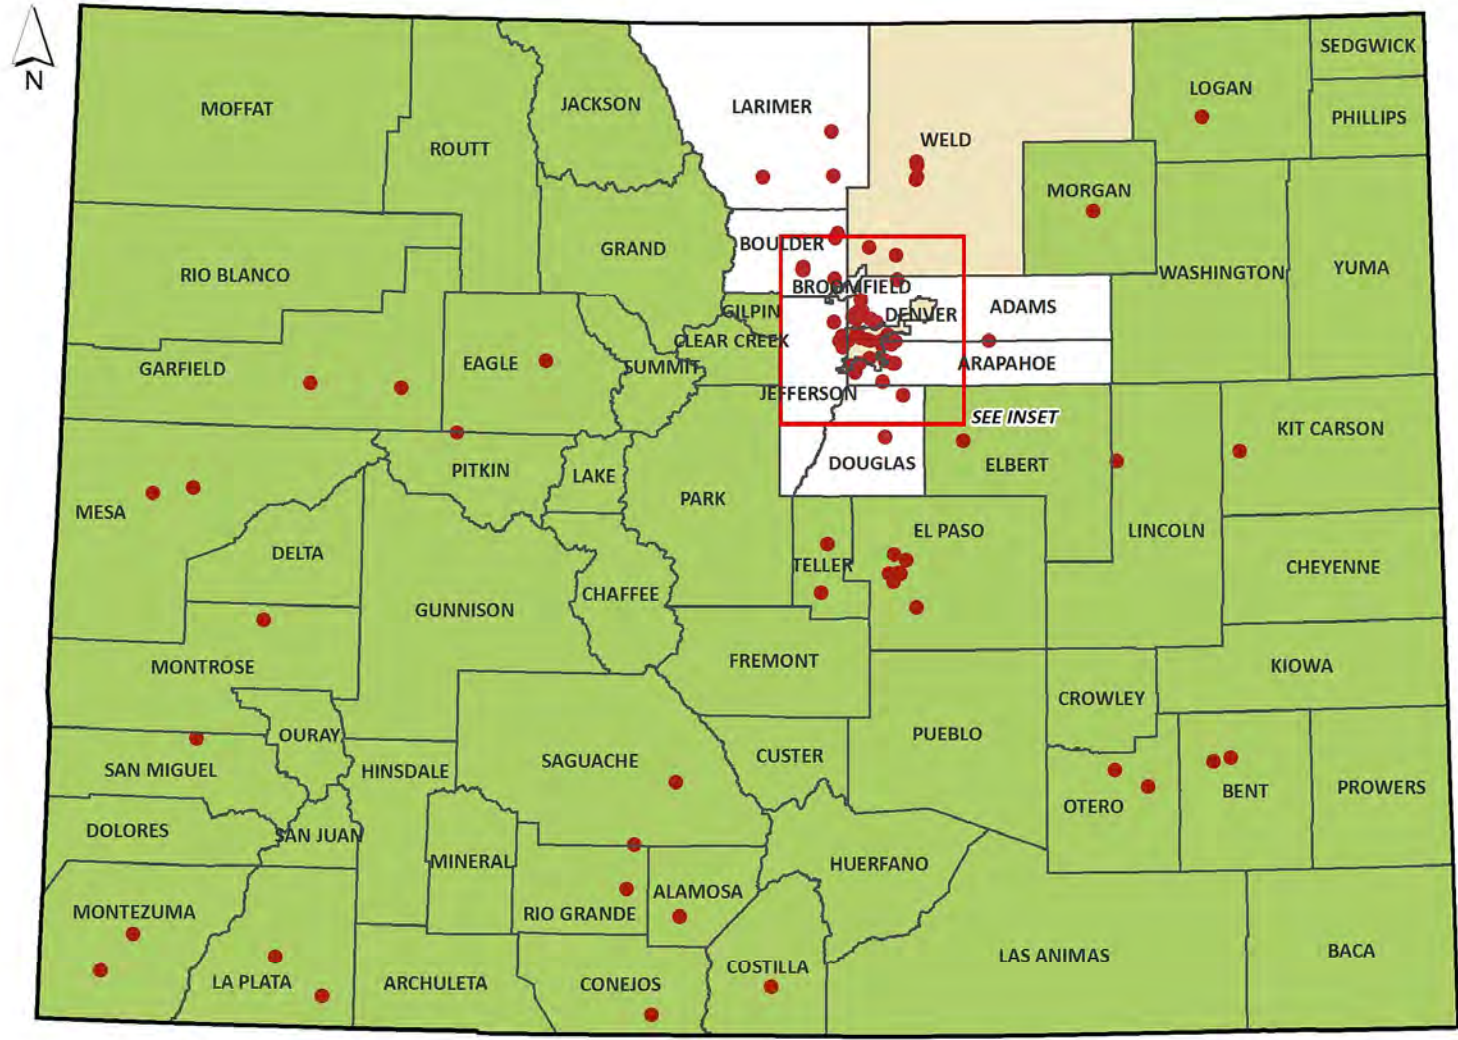 N
SEDGWICK
LOGAN
PHILLIPS
MOFFAT
JACKSON
LARIMER
WELD
ROUTT
MORGAN
GRAND
BOULDER
RIO BLANCO
WASHINGTON
YUMA
BROOMFIELD
ADAMS
GILPIN
DENVER
CLEAR CREEK
GARFIELD
EAGLE
SUMMIT
ARAPAHOE
JEFFERSON
SEE INSET
KIT CARSON
PITKIN
LAKE
DOUGLAS
ELBERT
MESA
PARK
DELTA
EL PASO
LINCOLN
TELLER
CHEYENNE
GUNNISON
CHAFFEE
MONTROSE
FREMONT
KIOWA
CROWLEY
OURAY
PUEBLO
SAN MIGUEL
HINSDALE
SAGUACHE
CUSTER
OTERO
BENT
PROWERS
DOLORES
SAN JUAN
MINERAL
HUERFANO
ALAMOSA
MONTEZUMA
RIO GRANDE
LAS ANIMAS
BACA
LA PLATA
ARCHULETA
CONEJOS
COSTILLA